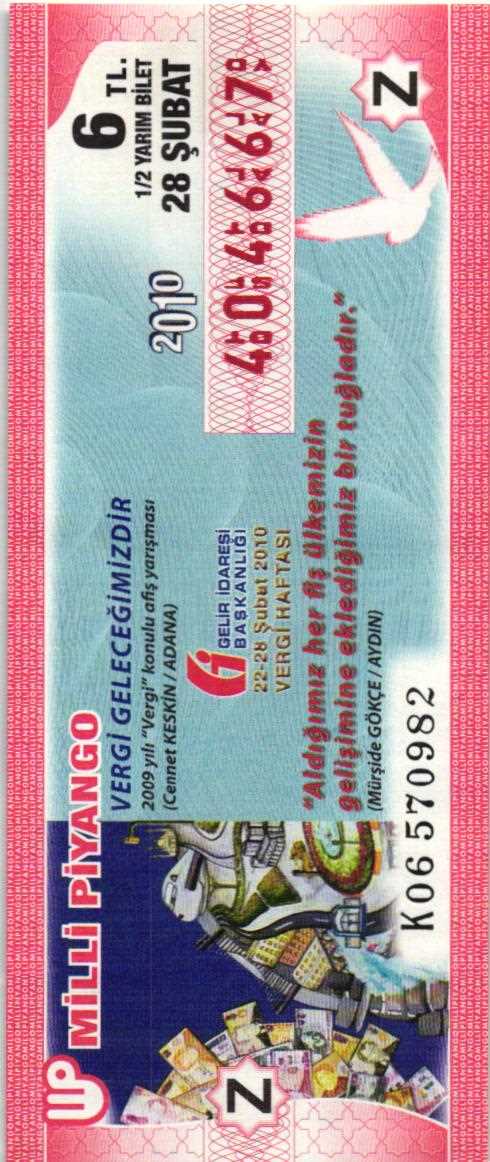 MİLLİ PİYANGO
VERGİ GELECEĞİMİZDİR
2009 yılı "Vergi" konulu afiş yarışması
(Cennet KESKİN / ADANA)
GELİR İDARESİ
BAŞKANLIĞI
22-28 Şubat 2010
VERGİ HAFTASI
"Aldığımız her fiş ülkemizin
gelişimine eklediğimiz bir tuğladır."
(Mürşide GÖKÇE / AYDIN)
K06 570982
2010
6 TL.
1/2 YARIM BİLET
28 ŞUBAT
404667
Z
Z